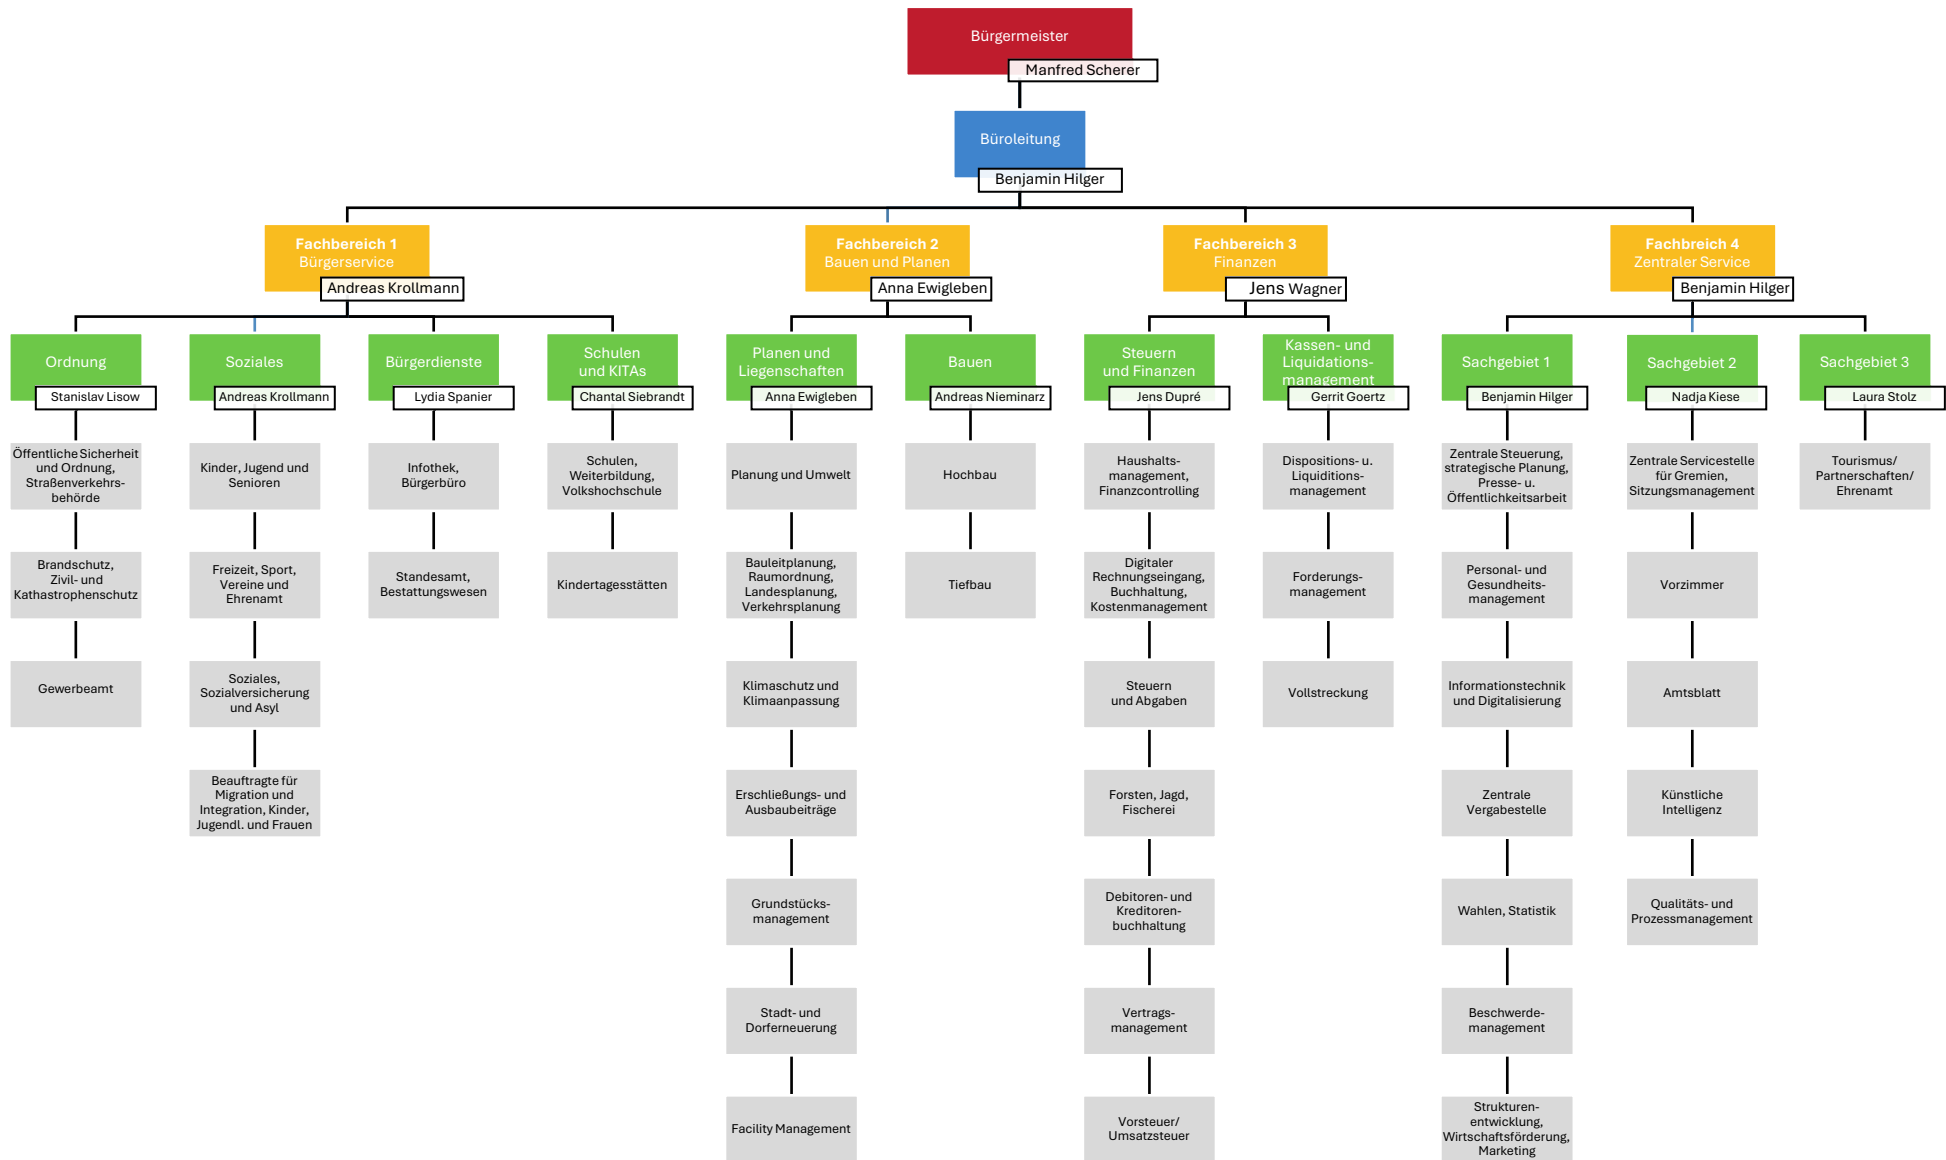 Bürgermeister
Manfred Scherer
Büroleitung
Benjamin Hilger
Fachbereich 1
Bürgerservice
Andreas Krollmann
Fachbereich 2
Bauen und Planen
Anna Ewigleben
Fachbereich 3
Finanzen
Jens Wagner
Fachbreich 4
Zentraler Service
Benjamin Hilger
Ordnung
Stanislav Lisow
Öffentliche Sicherheit
und Ordnung,
Straßenverkehrs-
behörde
Brandschutz,
Zivil- und
Kathastrophenschutz
Gewerbeamt
Soziales
Andreas Krollmann
Kinder, Jugend und
Senioren
Freizeit, Sport,
Vereine und
Ehrenamt
Soziales,
Sozialversicherung
und Asyl
Beauftragte für
Migration und
Integration, Kinder,
Jugendl. und Frauen
Bürgerdienste
Lydia Spanier
Infothek,
Bürgerbüro
Standesamt,
Bestattungswesen
Schulen
und KITAs
Chantal Siebrandt
Schulen,
Weiterbildung,
Volkshochschule
Kindertagesstätten
Planen und
Liegenschaften
Anna Ewigleben
Planung und Umwelt
Bauleitplanung,
Raumordnung,
Landesplanung,
Verkehrsplanung
Klimaschutz und
Klimaanpassung
Erschließungs- und
Ausbaubeiträge
Grundstücks-
management
Stadt- und
Dorferneuerung
Facility Management
Bauen
Andreas Nieminarz
Hochbau
Tiefbau
Steuern
und Finanzen
Jens Dupré
Haushalts-
management,
Finanzcontrolling
Digitaler
Rechnungseingang,
Buchhaltung,
Kostenmanagement
Steuern
und Abgaben
Forsten, Jagd,
Fischerei
Debitoren- und
Kreditoren-
buchhaltung
Vertrags-
management
Vorsteuer/
Umsatzsteuer
Kassen- und
Liquidations-
management
Gerrit Goertz
Dispositions- u.
Liquiditions-
management
Forderungs-
management
Vollstreckung
Sachgebiet 1
Benjamin Hilger
Zentrale Steuerung,
strategische Planung,
Presse- u.
Öffentlichkeitsarbeit
Personal- und
Gesundheits-
management
Informationstechnik
und Digitalisierung
Zentrale
Vergabestelle
Wahlen, Statistik
Beschwerde-
management
Strukturen-
entwicklung,
Wirtschaftsförderung,
Marketing
Sachgebiet 2
Nadja Kiese
Zentrale Servicestelle
für Gremien,
Sitzungsmanagement
Vorzimmer
Amtsblatt
Künstliche
Intelligenz
Qualitäts- und
Prozessmanagement
Sachgebiet 3
Laura Stolz
Tourismus/
Partnerschaften/
Ehrenamt